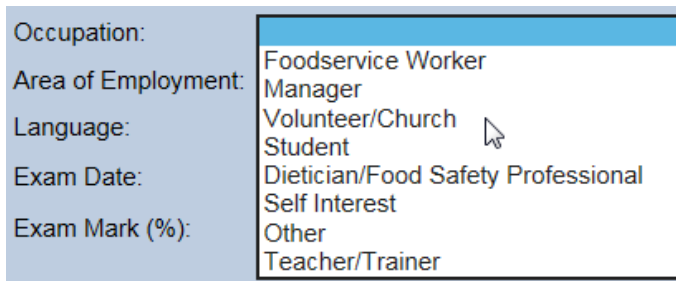 Occupation:
Foodservice Worker
Area of Employment:
Manager
Volunteer/Church
Language:
Student
Exam Date:
Dietician/Food Safety Professional
Self Interest
Exam Mark (%):
Other
Teacher/Trainer